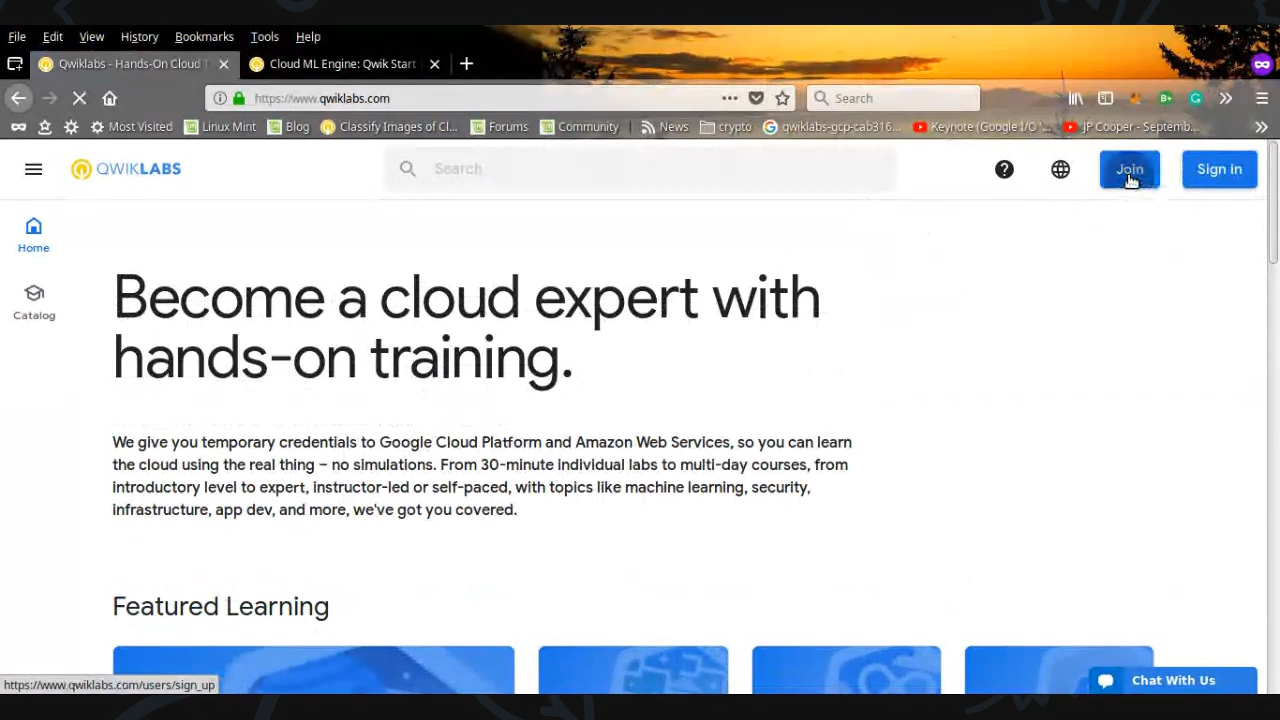 File Edit View History Bookmarks Tools Help
Qwiklabs - Hands-On Cloud T Cloud ML Engine: Qwik Start
https://www.qwiklabs.com Search
Most Visited Linux Mint Blog Classify Images of Cl... Forums Community News crypto qwiklabs-gcp-cab316... Keynote (Google I/O '... JP Cooper - Septemb...
QWIKLABS Search Join Sign In
Home
Catalog
Become a cloud expert with
hands-on training.
We give you temporary credentials to Google Cloud Platform and Amazon Web Services, so you can learn
the cloud using the real thing – no simulations. From 30-minute individual labs to multi-day courses, from
introductory level to expert, instructor-led or self-paced, with topics like machine learning, security,
infrastructure, app dev, and more, we've got you covered.
Featured Learning
https://www.qwiklabs.com/users/sign_up Chat With Us